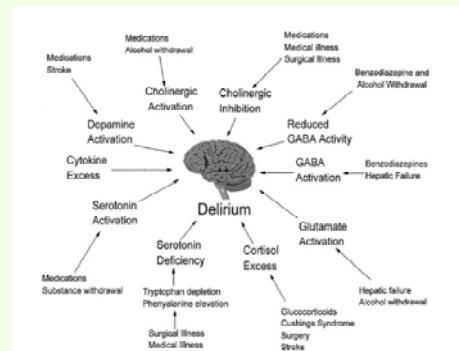 Medications
Alcohol withdrawal
Medications
Medical illness
Surgical Illness
Medications
Stroke
Benzodiazepine and
Alcohol Withdrawal
Cholinergic
Activation
Cholinergic
Inhibition
Dopamine
Activation
Reduced
GABA Activity
Cytokine
Excess
GABA
Activation
Benzodiazepines
Hepatic Failure
Serotonin
Activation
Delirium
Glutamate
Activation
Serotonin
Deficiency
Cortisol
Excess
Medications
Substance withdrawal
Tryptophan depletion
Phenyalanine elevation
Hepatic failure
Alcohol withdrawal
Glucocorticoids
Cushings Syndrome
Surgery
Stroke
Surgical Illness
Medical illness